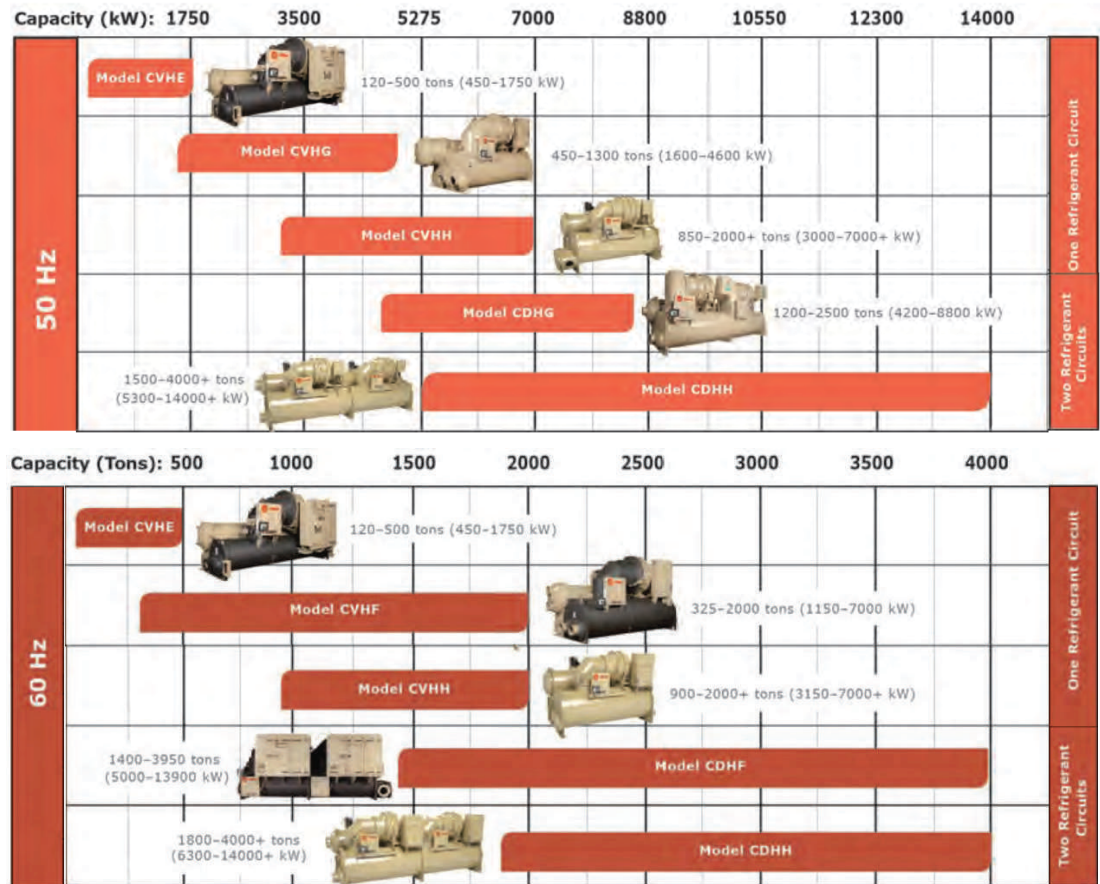 Capacity (kW): 1750 3500 5275 7000 8800 10550 12300 14000
50 Hz
One Refrigerant Circuit
Model CVHE
120–500 tons (450–1750 kW)
Model CVHG
450–1300 tons (1600–4600 kW)
Model CVHH
850–2000+ tons (3000–7000+ kW)
Two Refrigerant
Circuits
Model CDHG
1200–2500 tons (4200–8800 kW)
1500–4000+ tons
(5300–14000+ kW)
Model CDHH
Capacity (Tons): 500 1000 1500 2000 2500 3000 3500 4000
60 Hz
One Refrigerant Circuit
Model CVHE
120–500 tons (450–1750 kW)
Model CVHF
325–2000 tons (1150–7000 kW)
Model CVHH
900–2000+ tons (3150–7000+ kW)
Two Refrigerant
Circuits
1400–3950 tons
(5000–13900 kW)
Model CDHF
1800–4000+ tons
(6300–14000+ kW)
Model CDHH